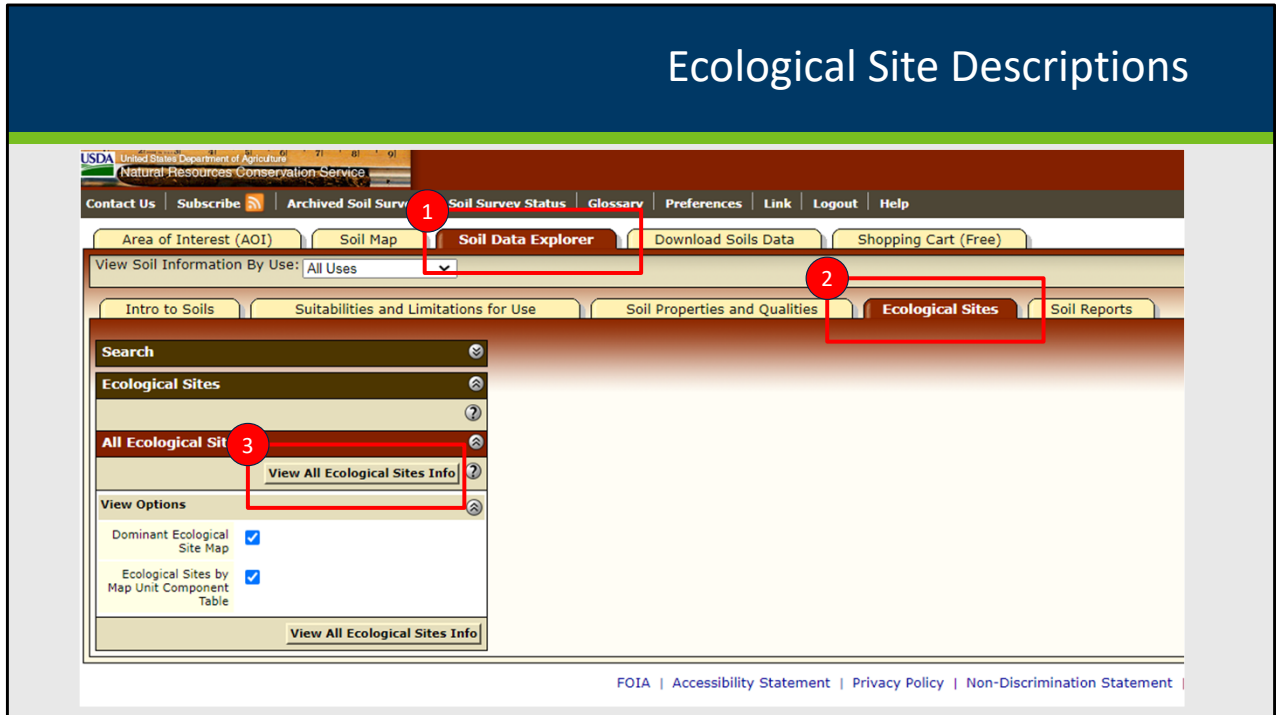 Ecological Site Descriptions
7| 8| 9|
USDA United States Department of Agriculture
Natural Resources Conservation Service
Contact Us | Subscribe | Archived Soil Surv Soil Survey Status | Glossary | Preferences | Link | Logout | Help
1
Area of Interest (AOI) Soil Map Soil Data Explorer Download Soils Data Shopping Cart (Free)
View Soil Information By Use: All Uses
2
Intro to Soils Suitabilities and Limitations for Use Soil Properties and Qualities Ecological Sites Soil Reports
Search
Ecological Sites
?
All Ecological Sit
3
View All Ecological Sites Info ?
View Options
Dominant Ecological
Site Map
Ecological Sites by
Map Unit Component
Table
View All Ecological Sites Info
FOIA | Accessibility Statement | Privacy Policy | Non-Discrimination Statement |